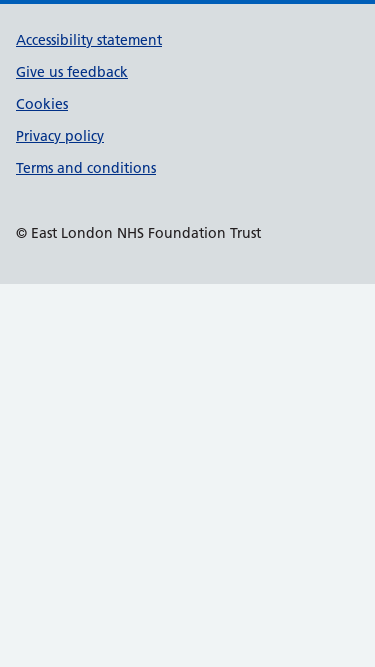 Accessibility statement
Give us feedback
Cookies
Privacy policy
Terms and conditions
© East London NHS Foundation Trust